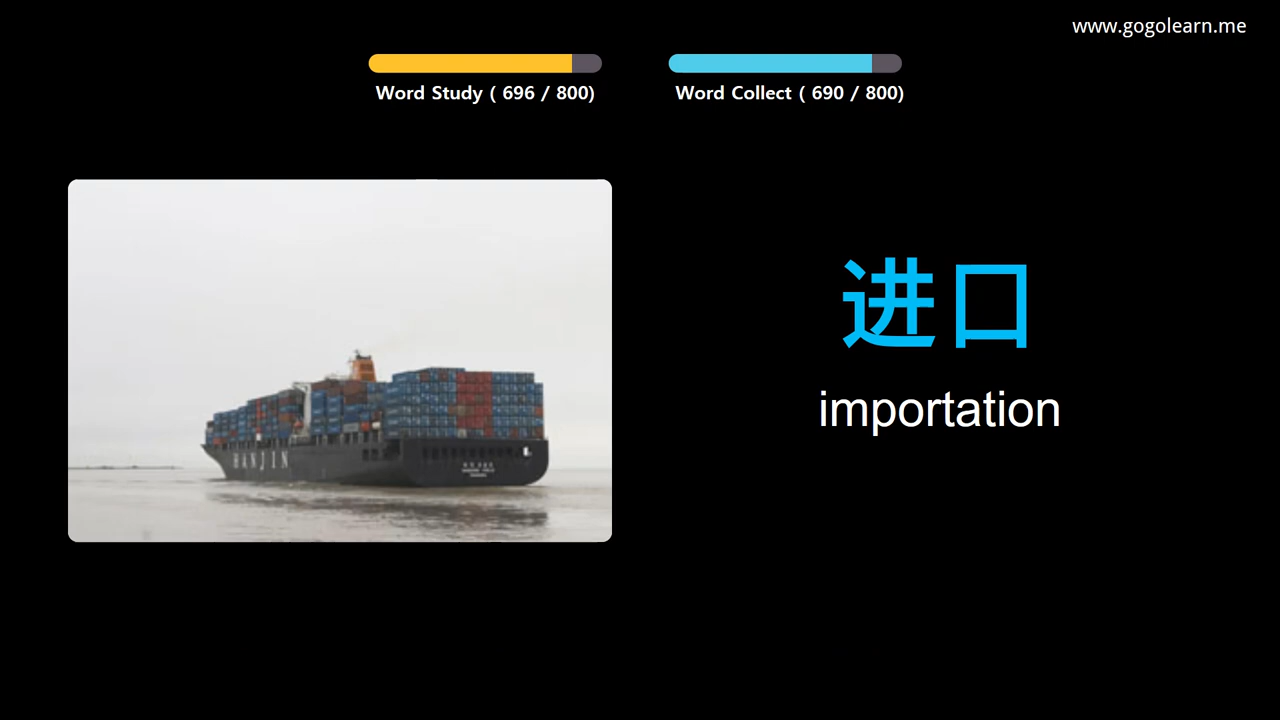 www.gogolearn.me
Word Study ( 696 / 800)
Word Collect ( 690 / 800)
进口
importation
HANJIN